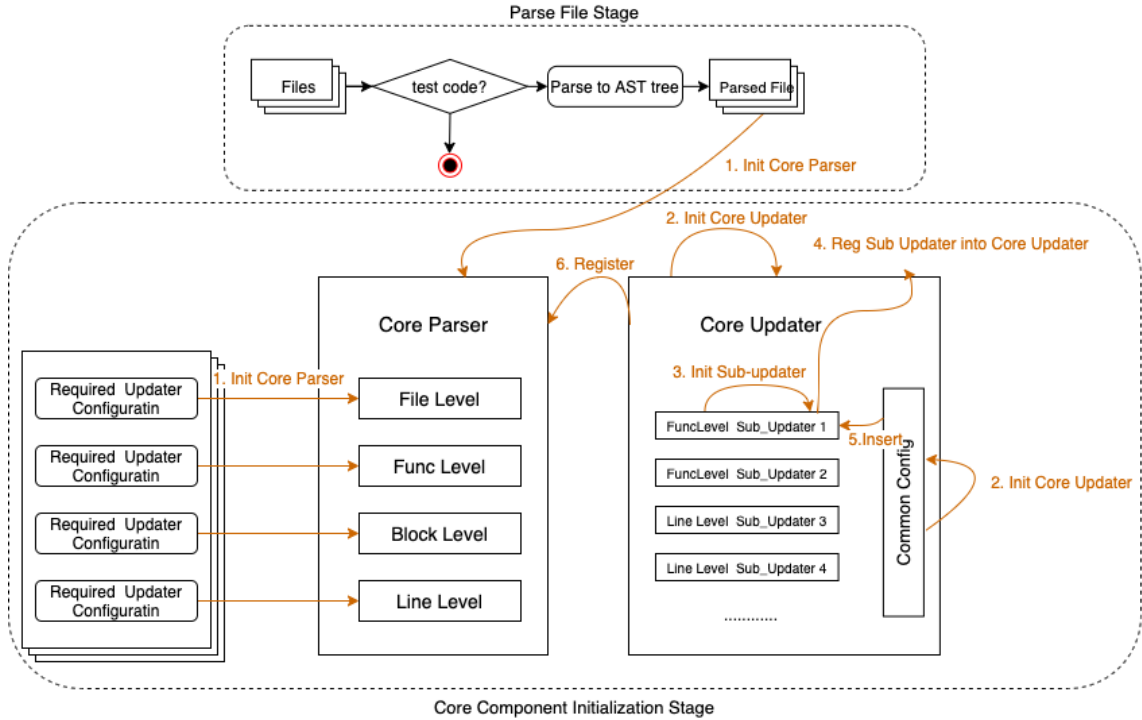 Parse File Stage
Files
test code?
Parse to AST tree
Parsed File
1. Init Core Parser
2. Init Core Updater
4. Reg Sub Updater into Core Updater
6. Register
Core Parser
Core Updater
Required Updater
Configuratin
1. Init Core Parser
File Level
3. Init Sub-updater
FuncLevel Sub_Updater 1
5.Insert
Required Updater
Configuratin
Func Level
FuncLevel Sub_Updater 2
Common Config
2. Init Core Updater
Required Updater
Configuratin
Block Level
Line Level Sub_Updater 3
Line Level Sub_Updater 4
Required Updater
Configuratin
Line Level
............
Core Component Initialization Stage